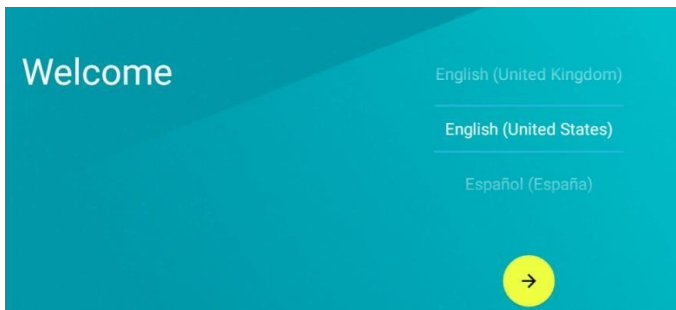 Welcome
English (United Kingdom)
English (United States)
Español (España)